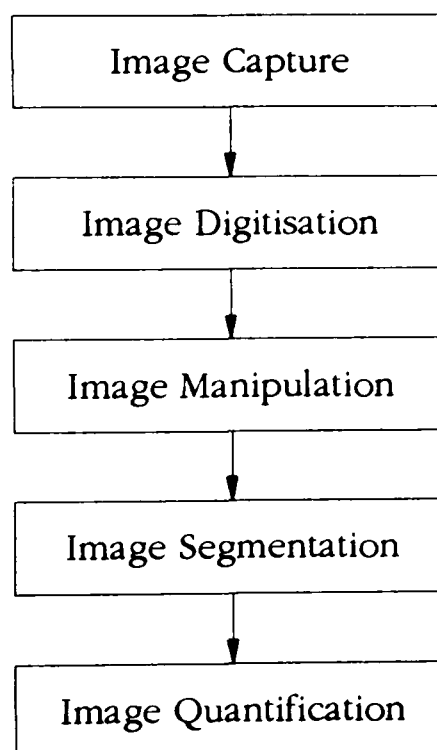 Image Capture
Image Digitisation
Image Manipulation
Image Segmentation
Image Quantification